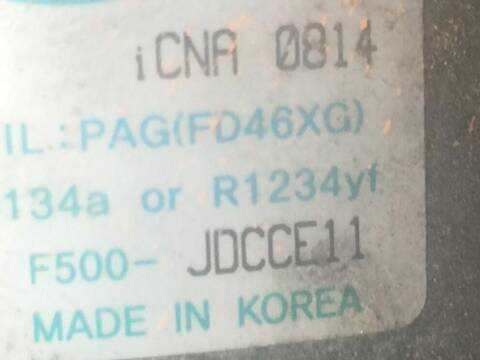 iCNA 0814
IL.:PAG(FD46XG)
134a or R1234yf
F500- JDCCE11
MADE IN KOREA